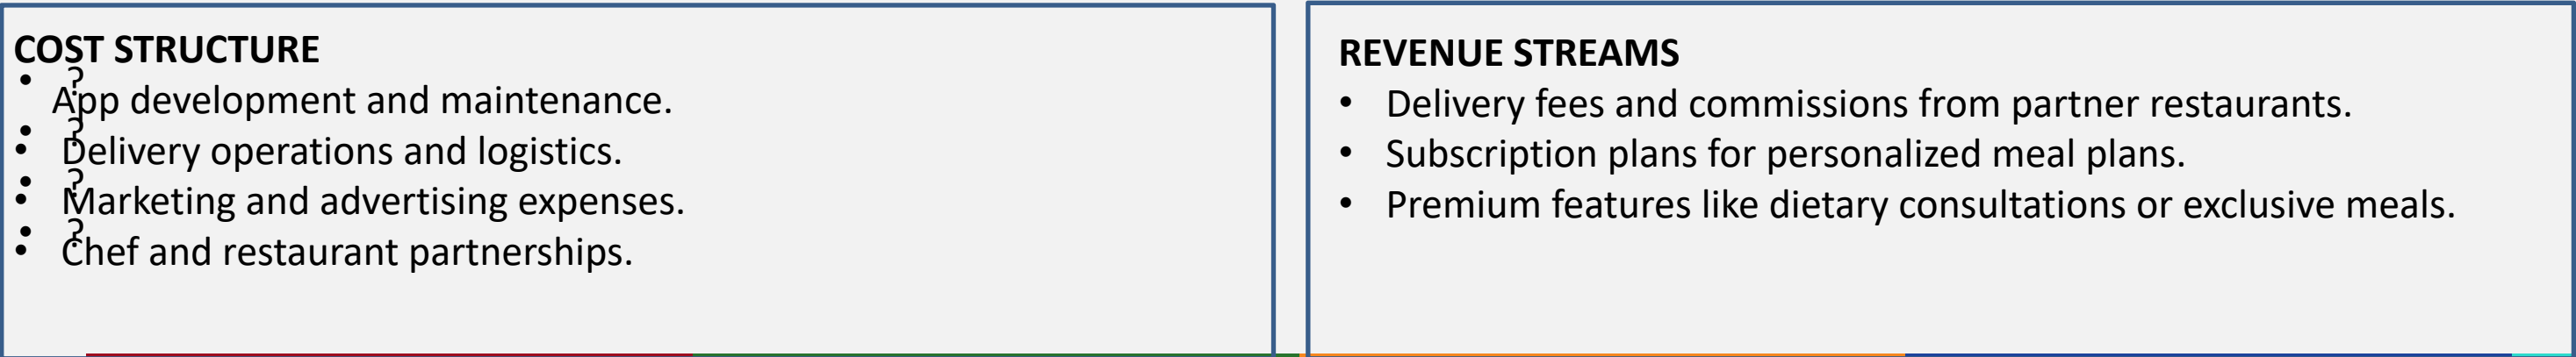 COST STRUCTURE
• ?
App development and maintenance.
• ?
• Delivery operations and logistics.
• ?
• Marketing and advertising expenses.
• ?
• Chef and restaurant partnerships.
REVENUE STREAMS
• Delivery fees and commissions from partner restaurants.
• Subscription plans for personalized meal plans.
• Premium features like dietary consultations or exclusive meals.